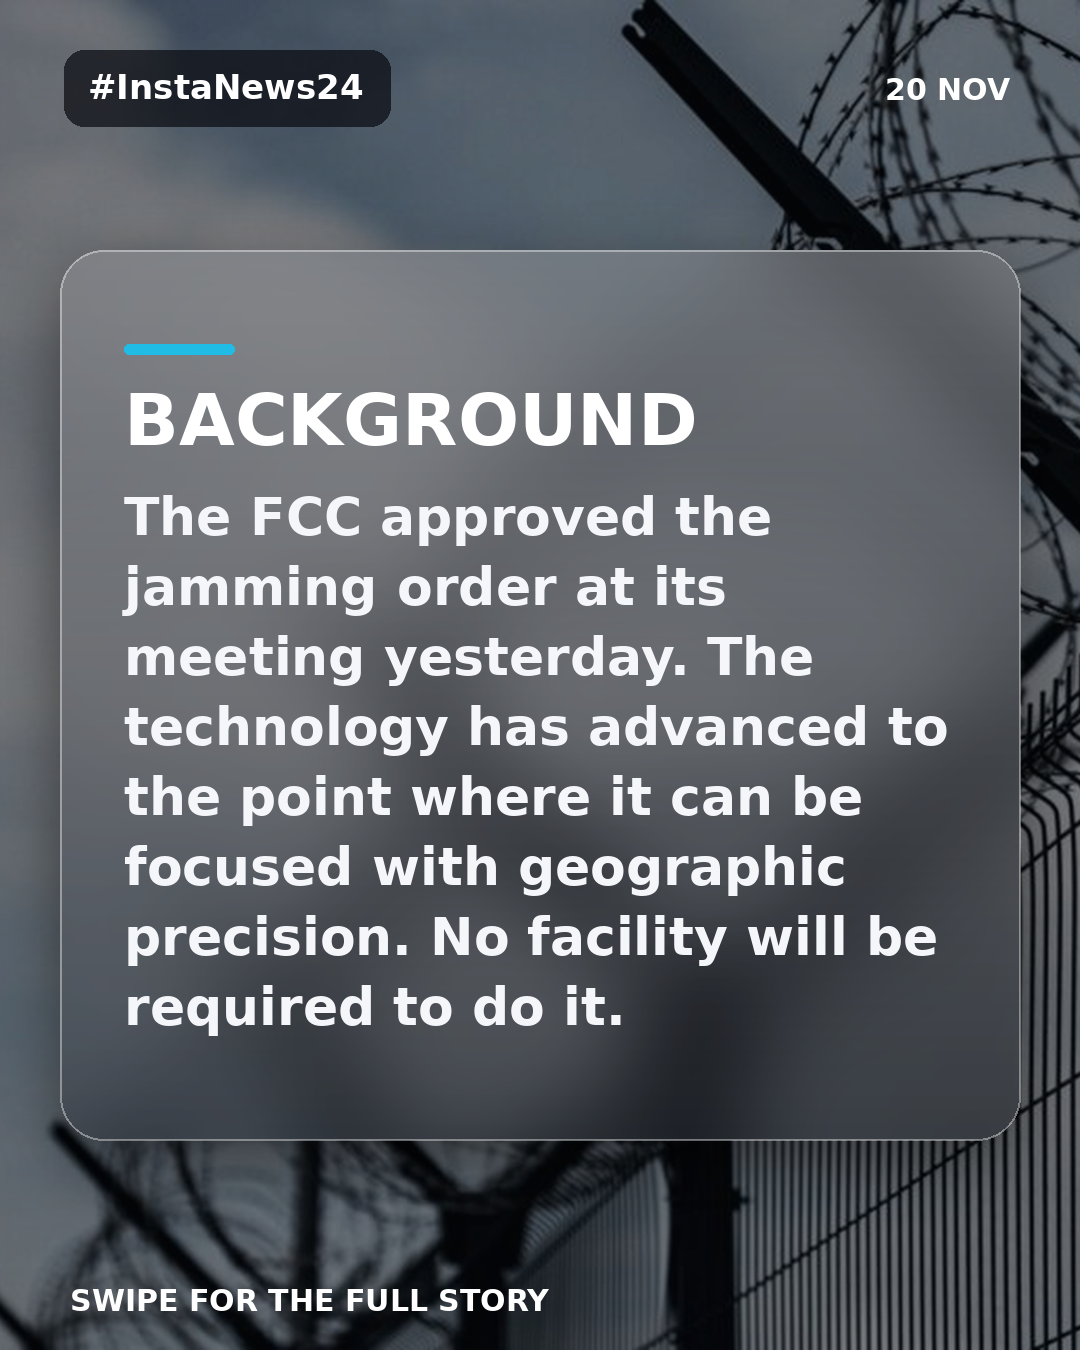 #InstaNews24
20 NOV
BACKGROUND
The FCC approved the
jamming order at its
meeting yesterday. The
technology has advanced to
the point where it can be
focused with geographic
precision. No facility will be
required to do it.
SWIPE FOR THE FULL STORY